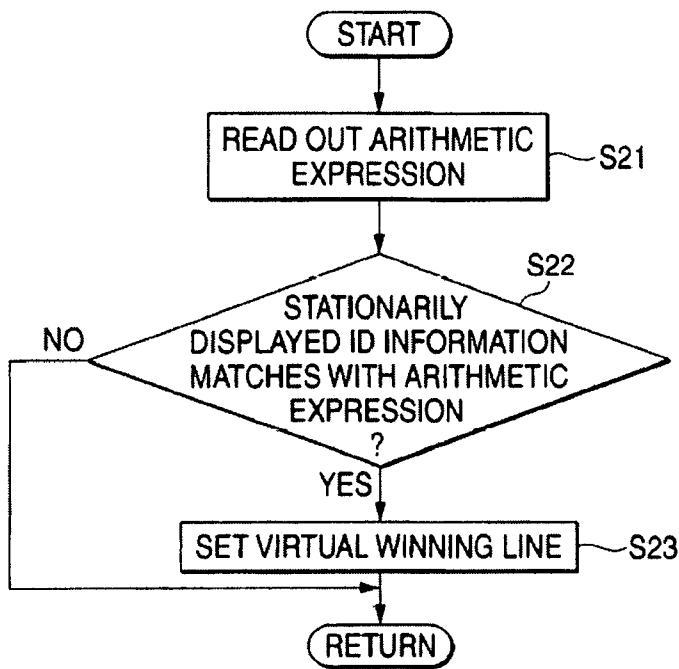 START
READ OUT ARITHMETIC
EXPRESSION
S21
S22
STATIONARILY
DISPLAYED ID INFORMATION
MATCHES WITH ARITHMETIC
EXPRESSION
?
NO
YES
SET VIRTUAL WINNING LINE
S23
RETURN